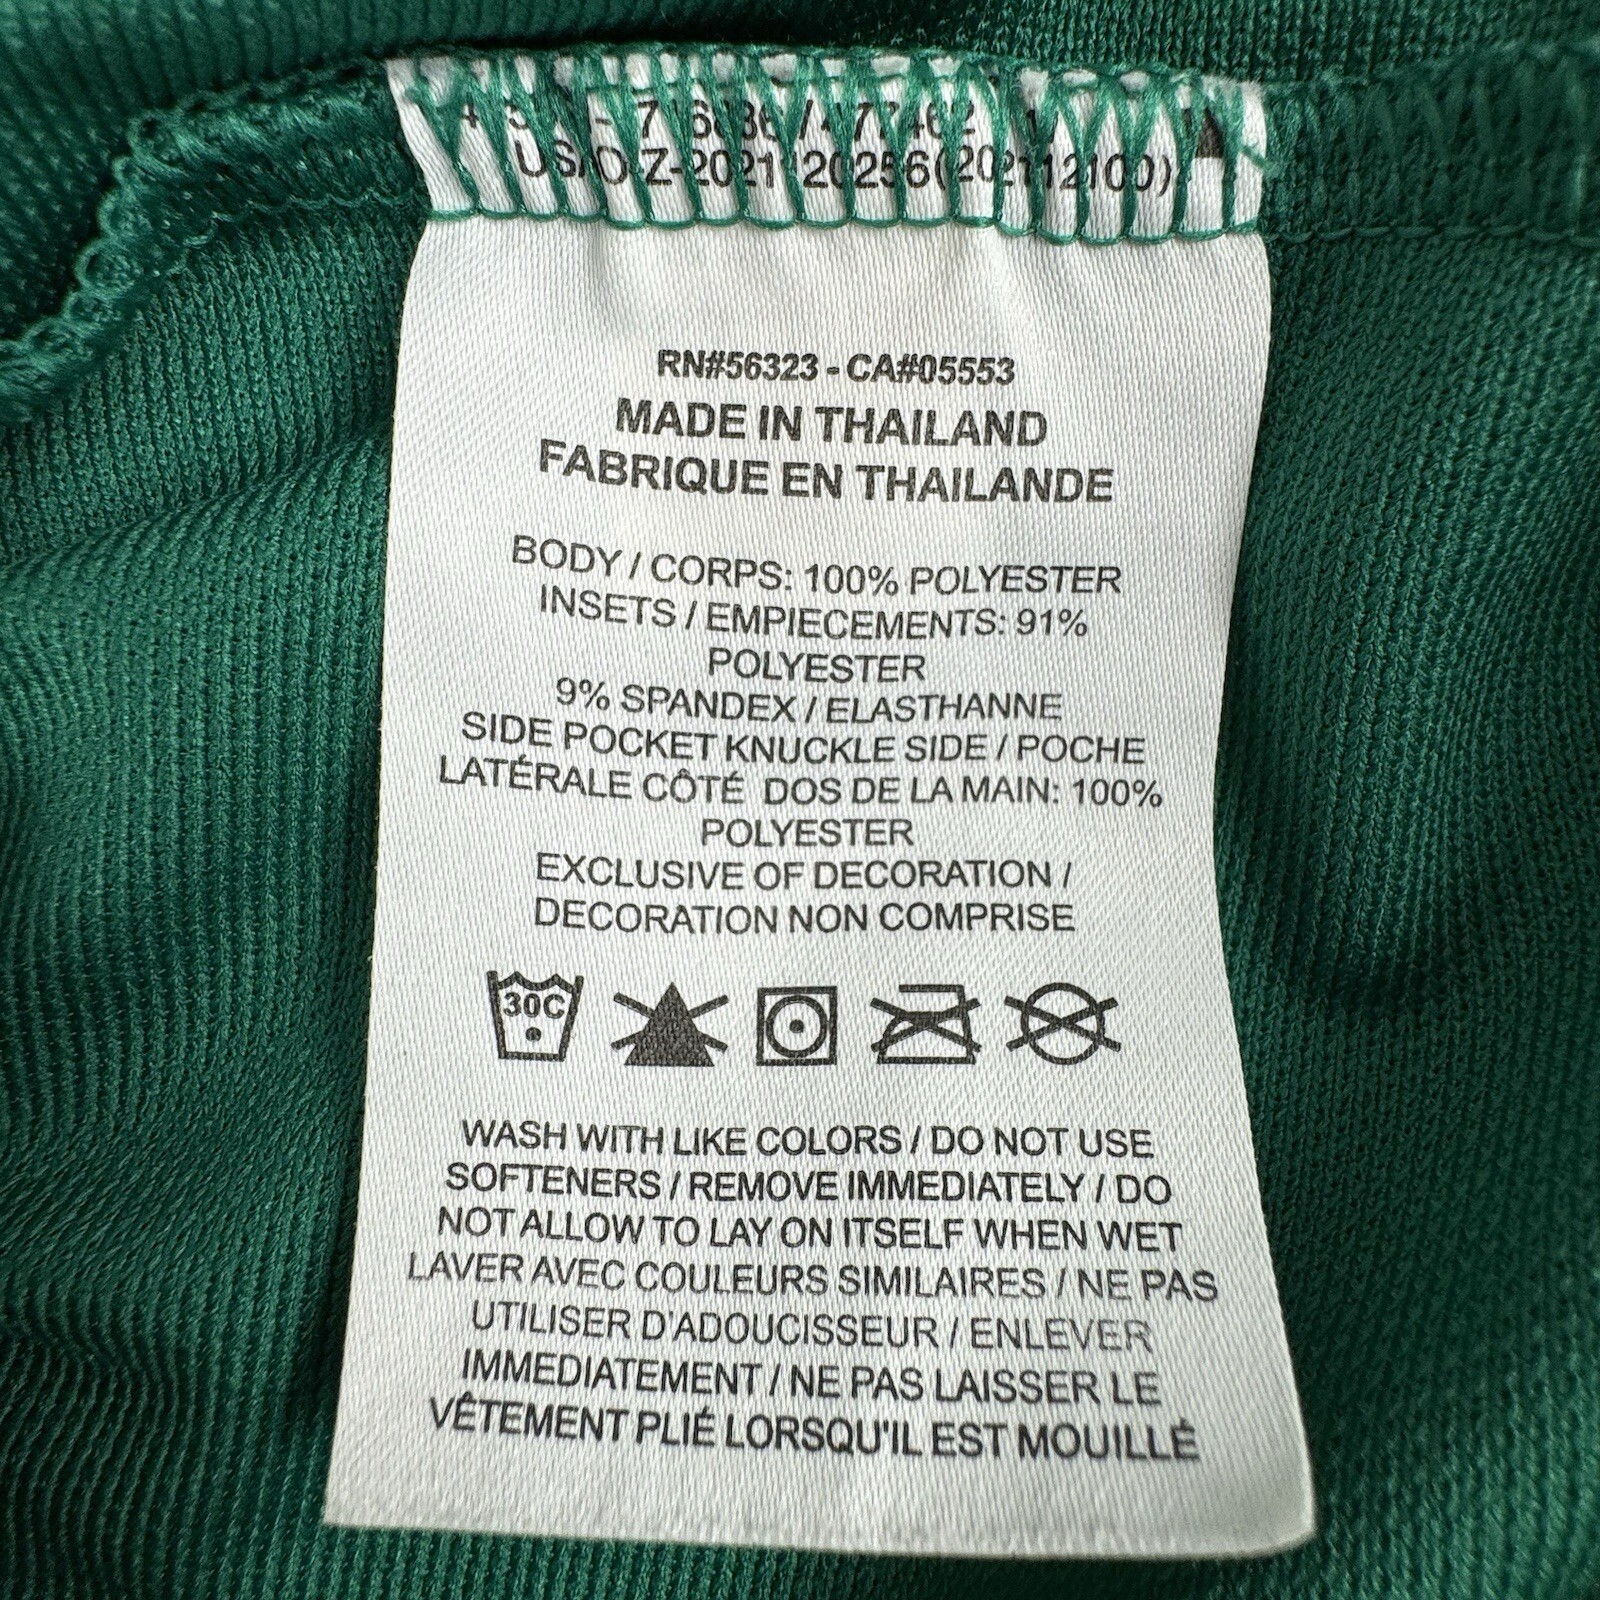 RN#56323 - CA#05553
MADE IN THAILAND
FABRIQUE EN THAILANDE
BODY / CORPS: 100% POLYESTER
INSETS / EMPIECEMENTS: 91%
POLYESTER
9% SPANDEX / ELASTHANNE
SIDE POCKET KNUCKLE SIDE / POCHE
LATÉRALE CÔTÉ DOS DE LA MAIN: 100%
POLYESTER
EXCLUSIVE OF DECORATION /
DECORATION NON COMPRISE
30C
WASH WITH LIKE COLORS / DO NOT USE
SOFTENERS / REMOVE IMMEDIATELY / DO
NOT ALLOW TO LAY ON ITSELF WHEN WET
LAVER AVEC COULEURS SIMILAIRES / NE PAS
UTILISER D'ADOUCISSEUR / ENLEVER
IMMEDIATEMENT / NE PAS LAISSER LE
VÊTEMENT PLIÉ LORSQU'IL EST MOUILLÉ